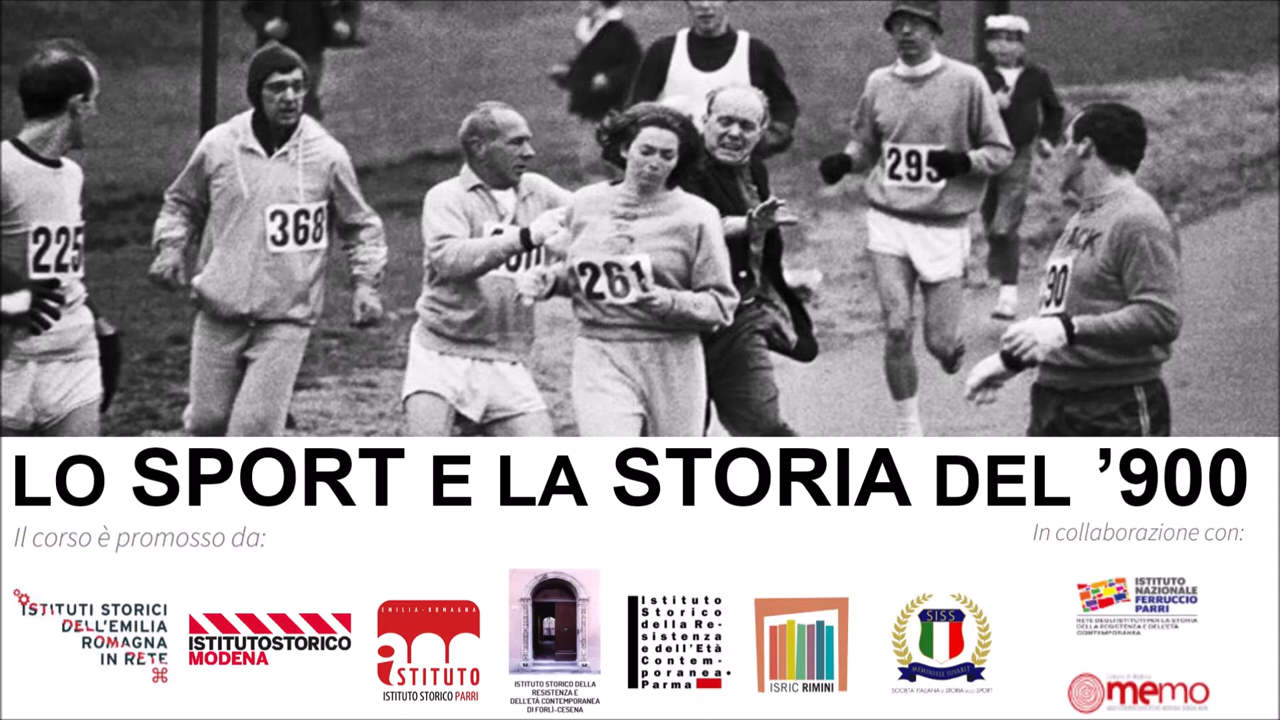 225
368
261
295
90
ACK
LO SPORT E LA STORIA DEL '900
Il corso è promosso da:
In collaborazione con:
ISTITUTI STORICI
DELL'EMILIA
ROMAGNA
IN RETE
ISTITUTOSTORICO
MODENA
EMILIA-ROMAGNA
ISTITUTO
ISTITUTO STORICO PARRI
ISTITUTO STORICO DELLA
RESISTENZA E
DELL'ETÀ CONTEMPORANEA
DI FORLÌ-CESENA
Istituto
Storico
della Re-
sistenza
e dell'Età
Contem-
poranea
Parma
ISRIC RIMINI
SISS
SOCIETÀ ITALIANA DI STORIA DELLO SPORT
ISTITUTO
NAZIONALE
FERRUCCIO
PARRI
RETE DEGLI ISTITUTI PER LA STORIA
DELLA RESISTENZA E DELL'ETÀ
CONTEMPORANEA
memo